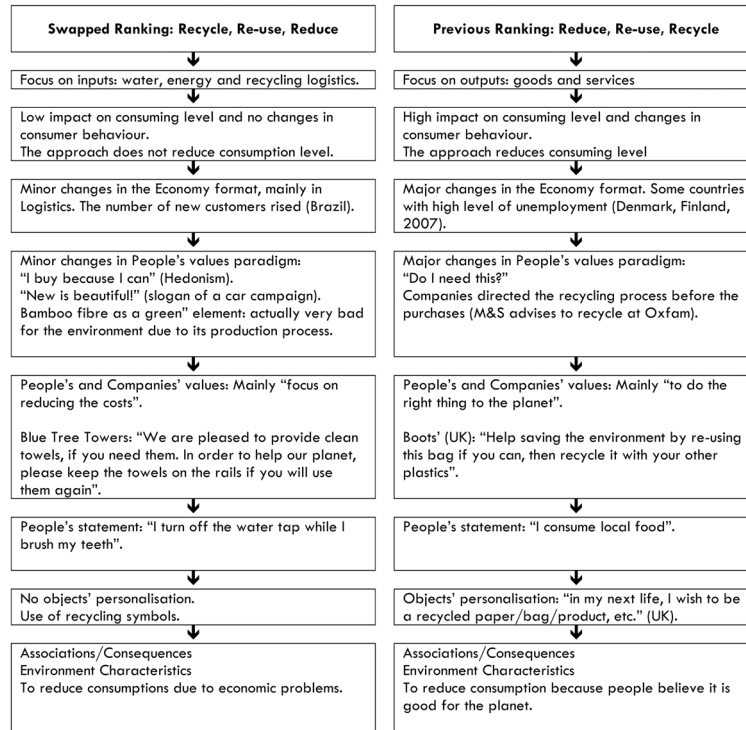 Swapped Ranking: Recycle, Re-use, Reduce
Focus on inputs: water, energy and recycling logistics.
Low impact on consuming level and no changes in
consumer behaviour.
The approach does not reduce consumption level.
Minor changes in the Economy format, mainly in
Logistics. The number of new customers rised (Brazil).
Minor changes in People's values paradigm:
"I buy because I can" (Hedonism).
"New is beautiful!" (slogan of a car campaign).
Bamboo fibre as a green" element: actually very bad
for the environment due to its production process.
People's and Companies' values: Mainly "focus on
reducing the costs".
Blue Tree Towers: "We are pleased to provide clean
towels, if you need them. In order to help our planet,
please keep the towels on the rails if you will use
them again".
People's statement: "I turn off the water tap while I
brush my teeth".
No objects' personalisation.
Use of recycling symbols.
Associations/Consequences
Environment Characteristics
To reduce consumptions due to economic problems.
Previous Ranking: Reduce, Re-use, Recycle
Focus on outputs: goods and services
High impact on consuming level and changes in
consumer behaviour.
The approach reduces consuming level
Major changes in the Economy format. Some countries
with high level of unemployment (Denmark, Finland,
2007).
Major changes in People's values paradigm:
"Do I need this?"
Companies directed the recycling process before the
purchases (M&S advises to recycle at Oxfam).
People's and Companies' values: Mainly "to do the
right thing to the planet".
Boots' (UK): "Help saving the environment by re-using
this bag if you can, then recycle it with your other
plastics".
People's statement: "I consume local food".
Objects' personalisation: "in my next life, I wish to be
a recycled paper/bag/product, etc." (UK).
Associations/Consequences
Environment Characteristics
To reduce consumption because people believe it is
good for the planet.